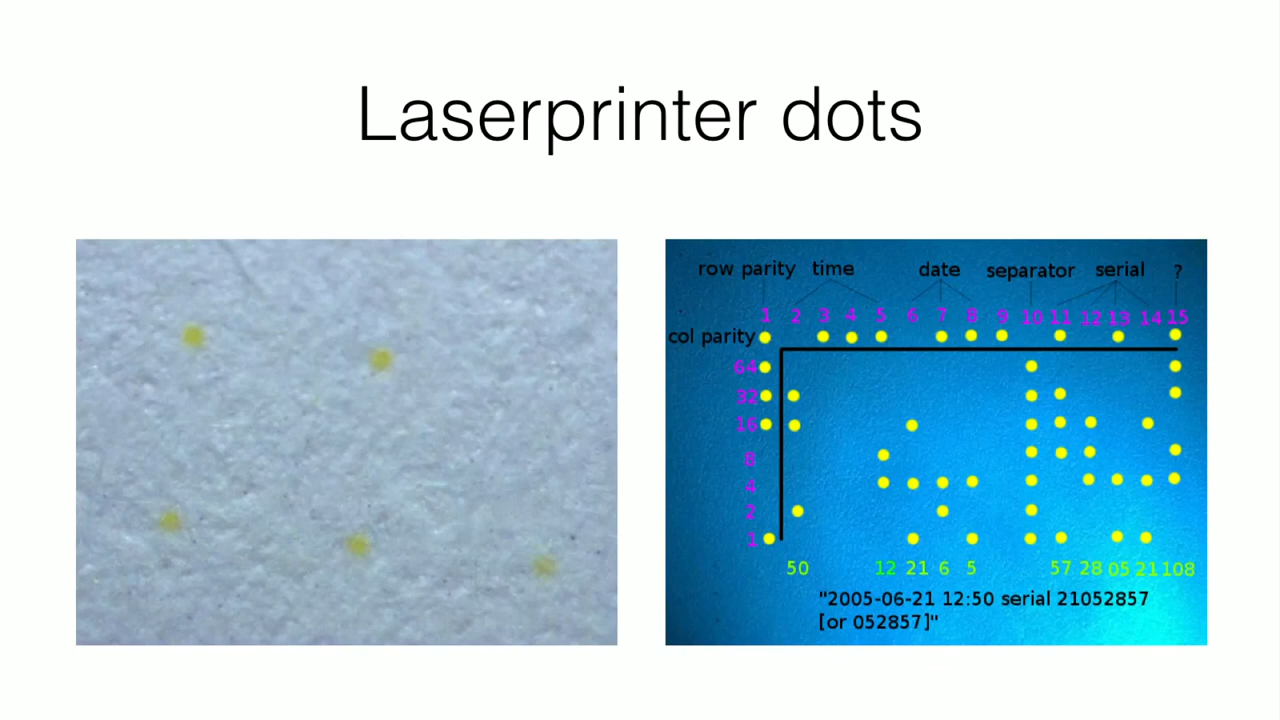 Laserprinter dots
row parity time date separator serial ?
1 2 3 4 5 6 7 8 9 10 11 12 13 14 15
col parity
64
32
16
8
4
2
1
50 12 21 6 5 57 28 05 21 108
"2005-06-21 12:50 serial 21052857
[or 052857]"